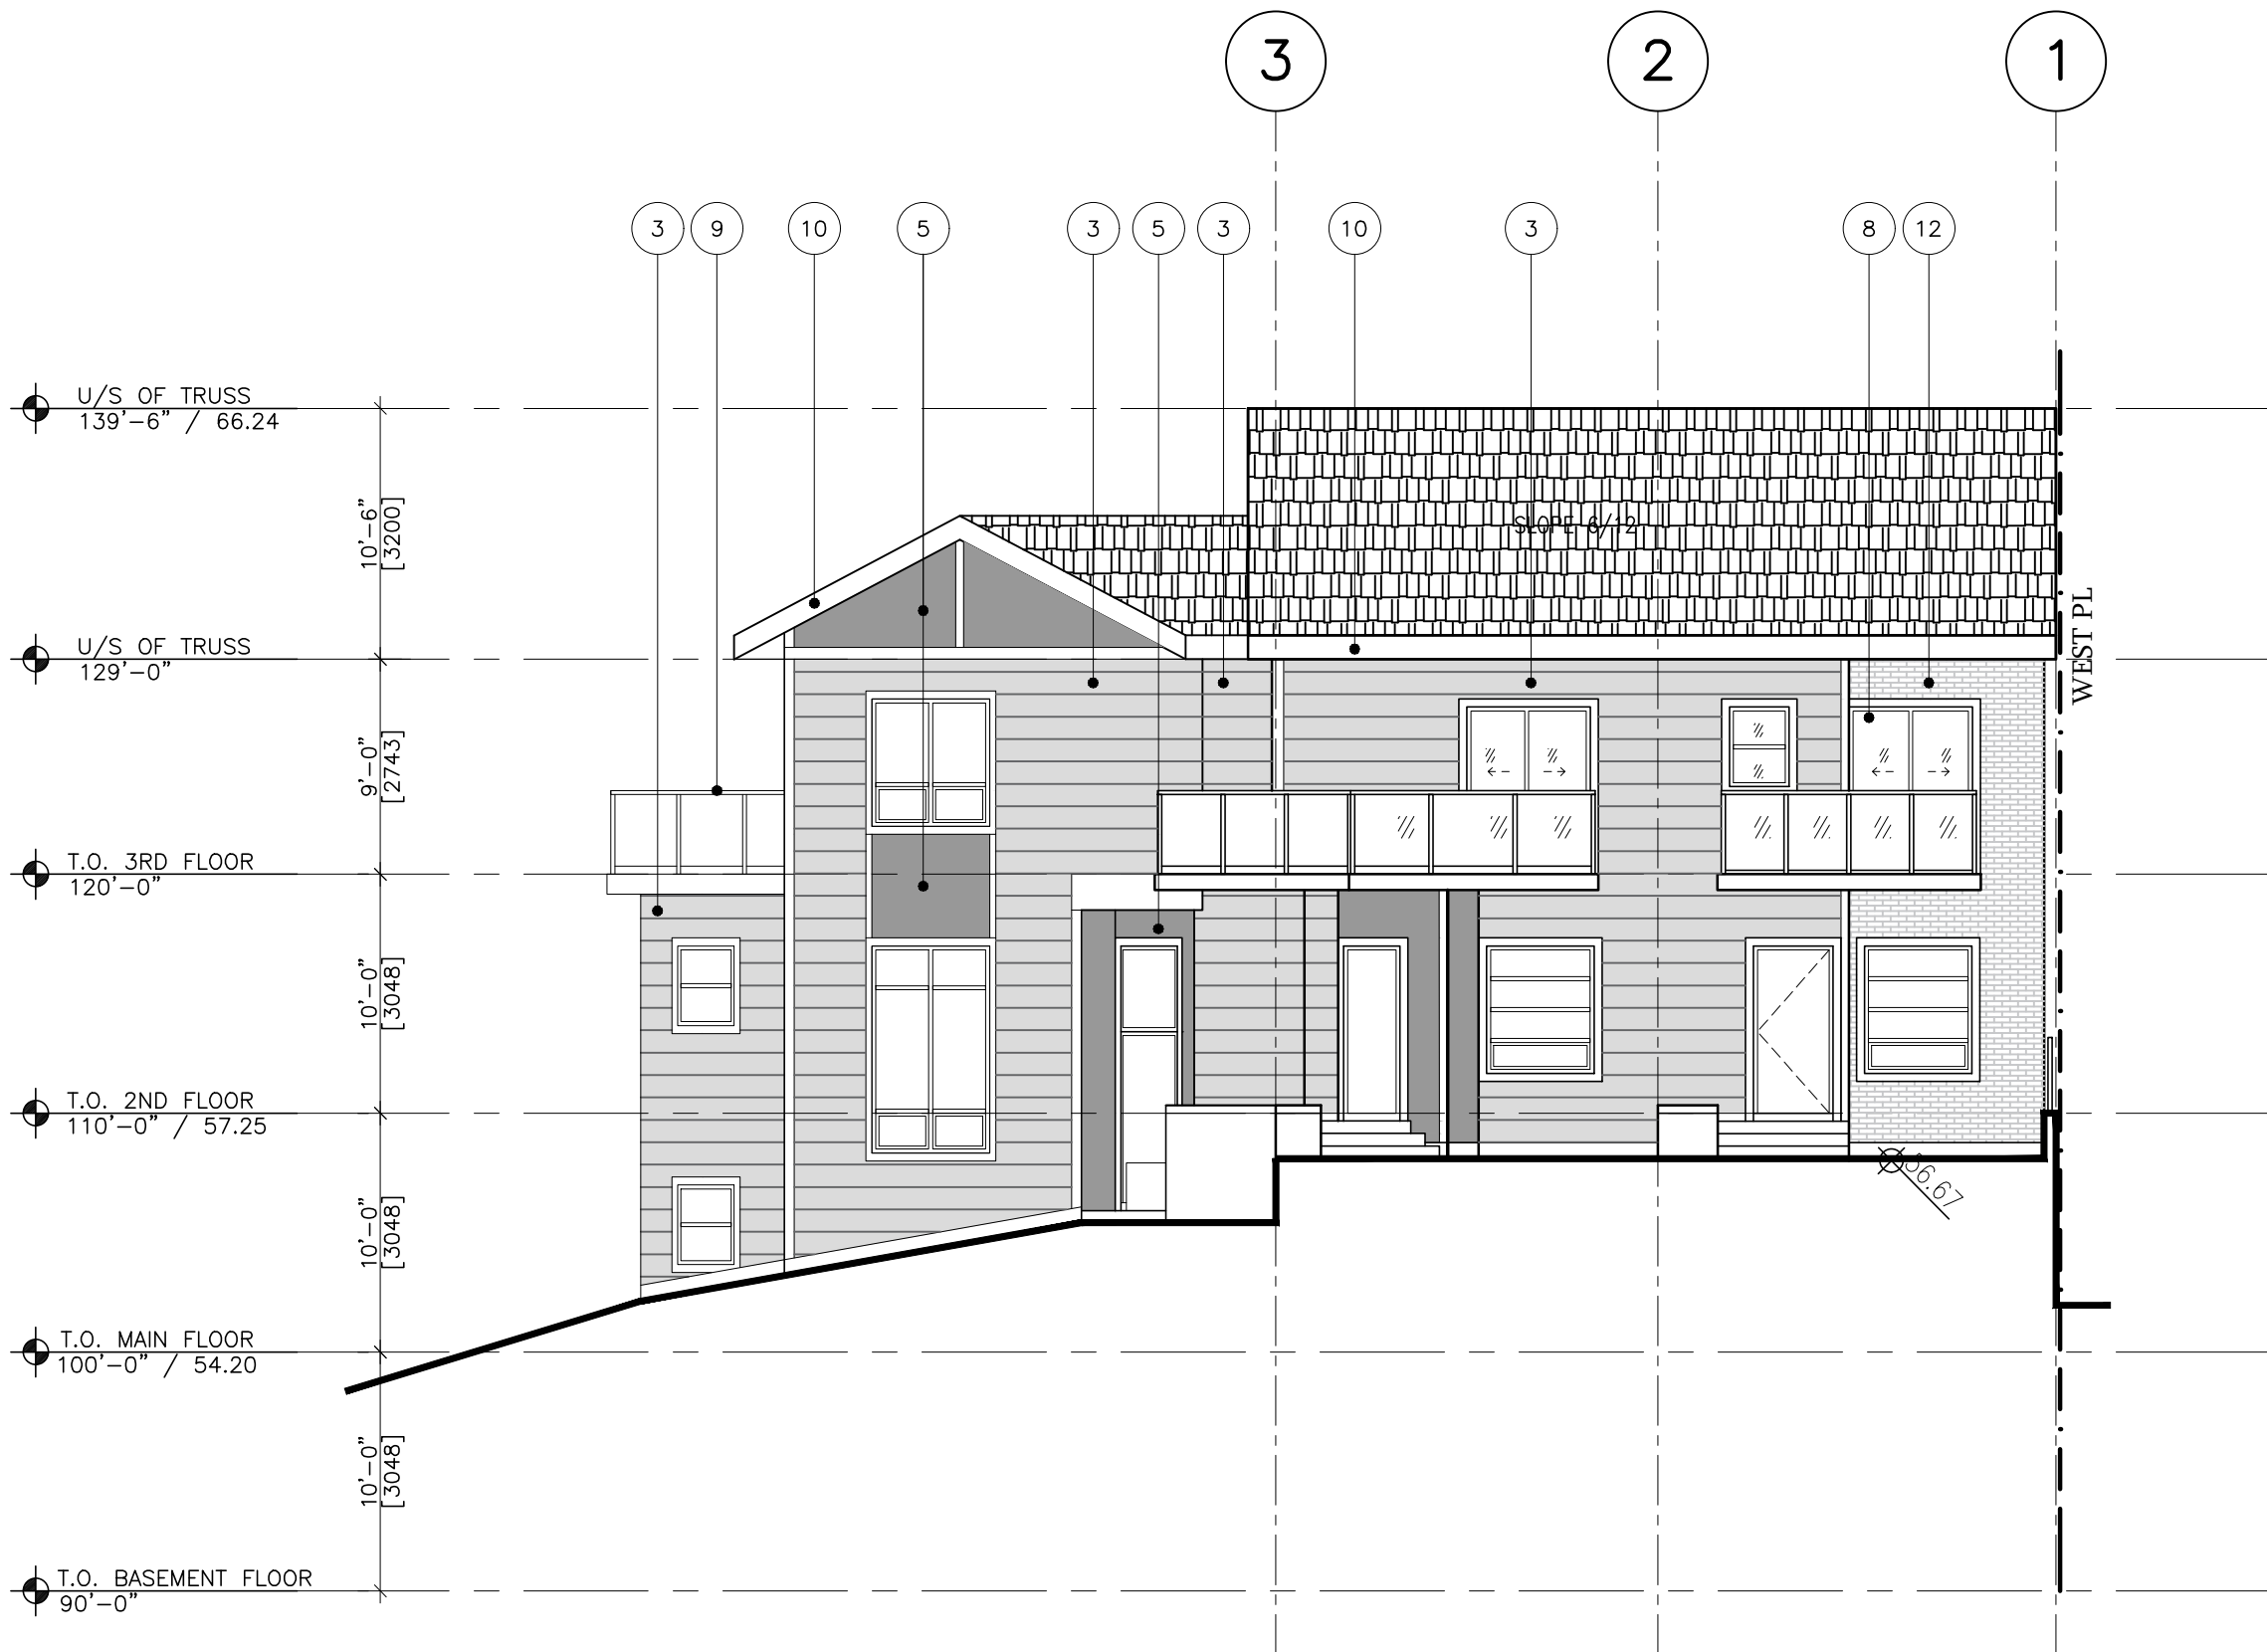 3 2 1
3 9 10 5 3 5 3 10 3 8 12
U/S OF TRUSS
139'-6" / 66.24
10'-6"
[3200]
SLOPE 6/12
WEST PL
U/S OF TRUSS
129'-0"
9'-0"
[2743]
T.O. 3RD FLOOR
120'-0"
10'-0"
[3048]
T.O. 2ND FLOOR
110'-0" / 57.25
56.67
10'-0"
[3048]
T.O. MAIN FLOOR
100'-0" / 54.20
10'-0"
[3048]
T.O. BASEMENT FLOOR
90'-0"